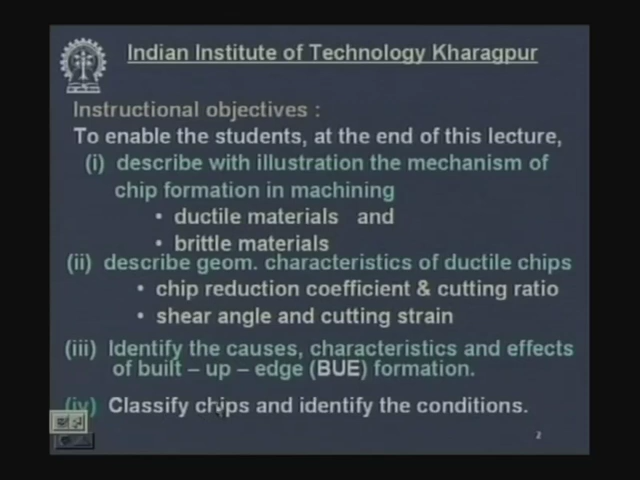 Indian Institute of Technology Kharagpur
Instructional objectives :
To enable the students, at the end of this lecture,
(i) describe with illustration the mechanism of
chip formation in machining
• ductile materials and
• brittle materials
(ii) describe geom. characteristics of ductile chips
• chip reduction coefficient & cutting ratio
• shear angle and cutting strain
(iii) Identify the causes, characteristics and effects
of built – up – edge (BUE) formation.
(iv) Classify chips and identify the conditions.
2